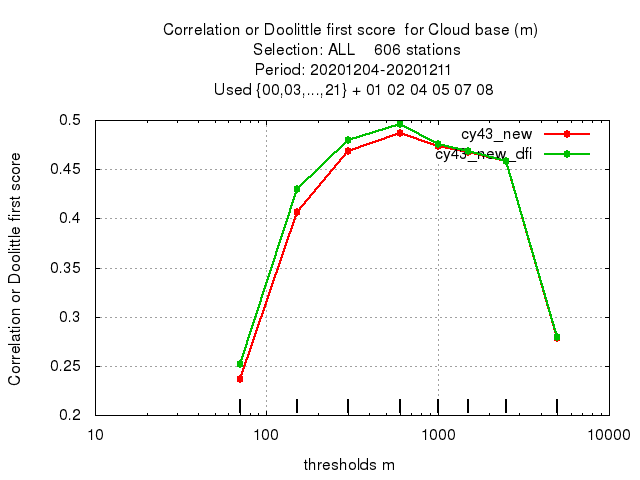 Correlation or Doolittle first score  for Cloud base (m)
Selection: ALL    606 stations
Period: 20201204-20201211
Used {00,03,...,21} + 01 02 04 05 07 08
Correlation or Doolittle first score
0.5
0.45
0.4
0.35
0.3
0.25
0.2
cy43_new
cy43_new_dfi
10
100
1000
10000
thresholds m